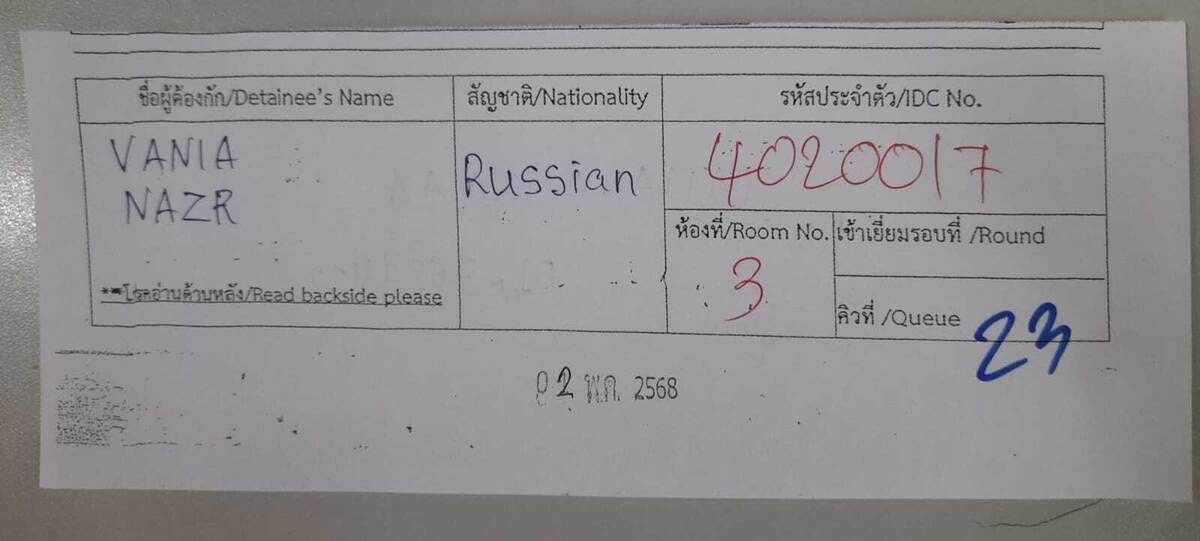 ชื่อผู้ต้องกัก/Detainee's Name
สัญชาติ/Nationality
รหัสประจำตัว/IDC No.
VANIA
NAZR
Russian
4020017
ห้องที่/Room No.
เข้าเยี่ยมรอบที่ /Round
3
**โปรดอ่านด้านหลัง/Read backside please
คิวที่ /Queue
23
02 พ.ค. 2568